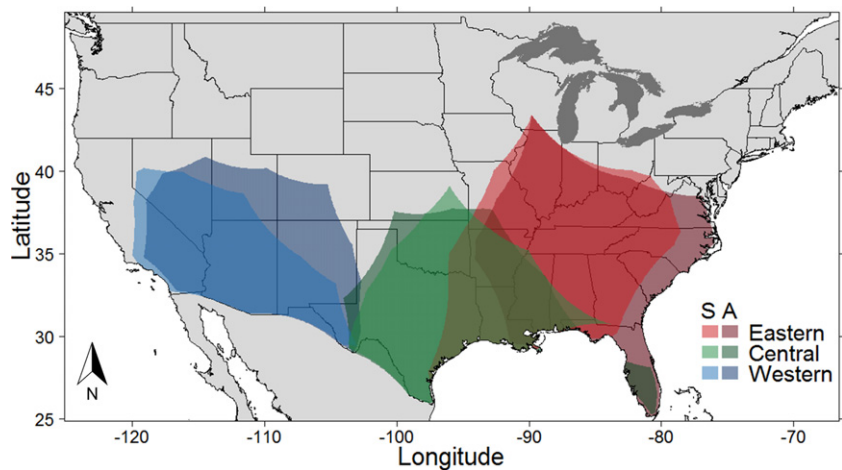 45
40
35
30
25
Latitude
S A
Eastern
Central
Western
N
-120 -110 -100 -90 -80 -70
Longitude